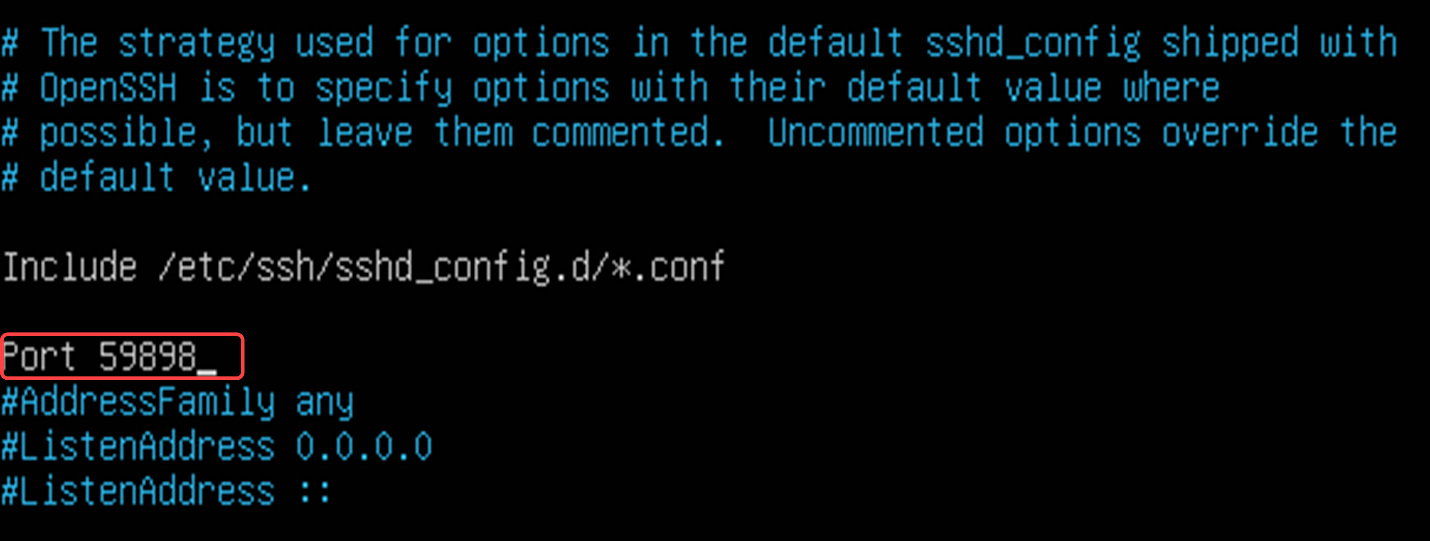 # The strategy used for options in the default sshd_config shipped with
# OpenSSH is to specify options with their default value where
# possible, but leave them commented.  Uncommented options override the
# default value.
Include /etc/ssh/sshd_config.d/*.conf
Port 59898_
#AddressFamily any
#ListenAddress 0.0.0.0
#ListenAddress ::